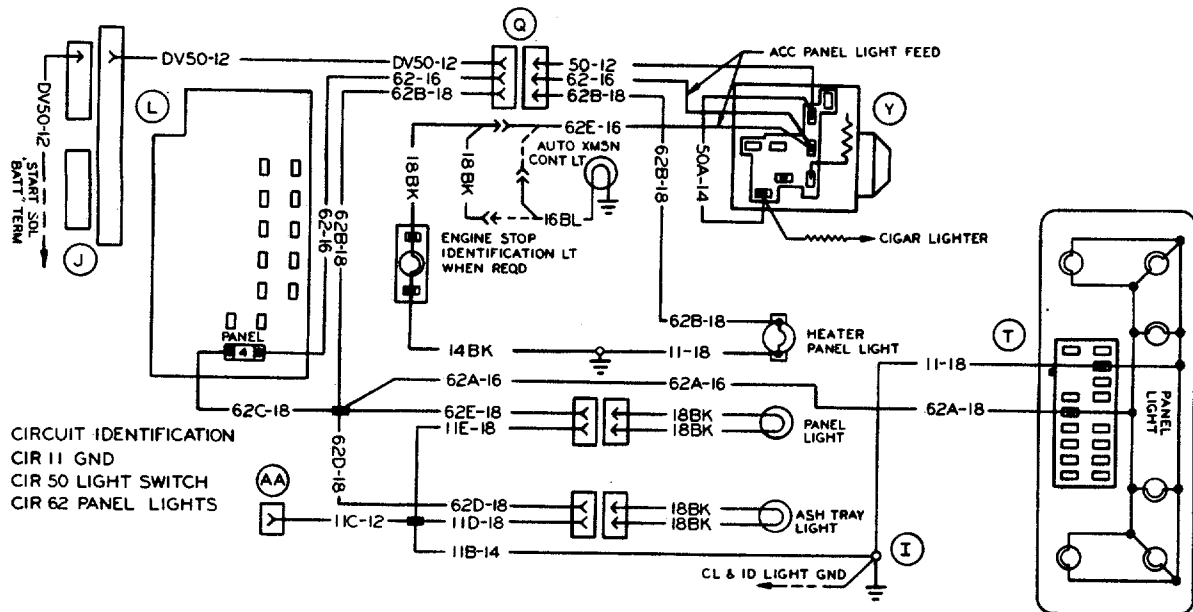 Q
DV50-12
DV50-12
50-12
ACC PANEL LIGHT FEED
62-16
62-16
62B-18
62B-18
L
Y
DV50-12
62E-16
AUTO XMSN
CONT LT
18BK
18BK
16BL
62B-18
50A-14
"START SOL
BATT" TERM
62-16
62B-18
J
ENGINE STOP
IDENTIFICATION LT
WHEN REQD
CIGAR LIGHTER
PANEL
4
62B-18
HEATER
PANEL LIGHT
T
14BK
11-18
11-18
62A-16
62A-16
62C-18
62E-18
18BK
62A-18
11E-18
18BK
PANEL
LIGHT
PANEL
LIGHT
CIRCUIT IDENTIFICATION
CIR 11 GND
CIR 50 LIGHT SWITCH
CIR 62 PANEL LIGHTS
62D-18
AA
62D-18
18BK
11C-12
11D-18
18BK
ASH TRAY
LIGHT
11B-14
I
CL & ID LIGHT GND